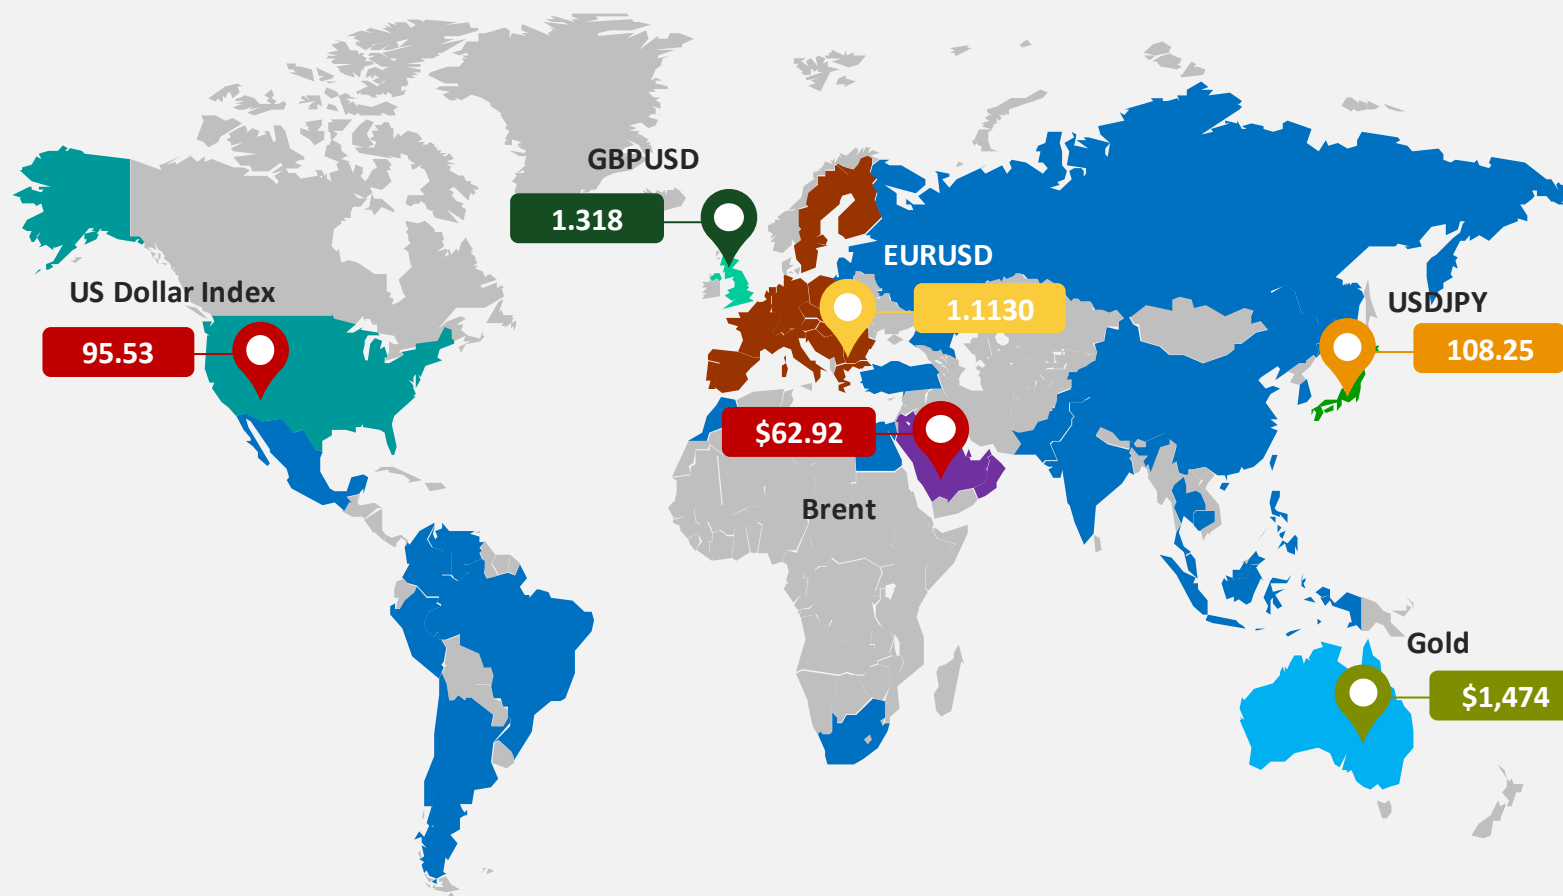 GBPUSD
1.318
EURUSD
1.1130
US Dollar Index
95.53
USDJPY
108.25
$62.92
Brent
Gold
$1,474